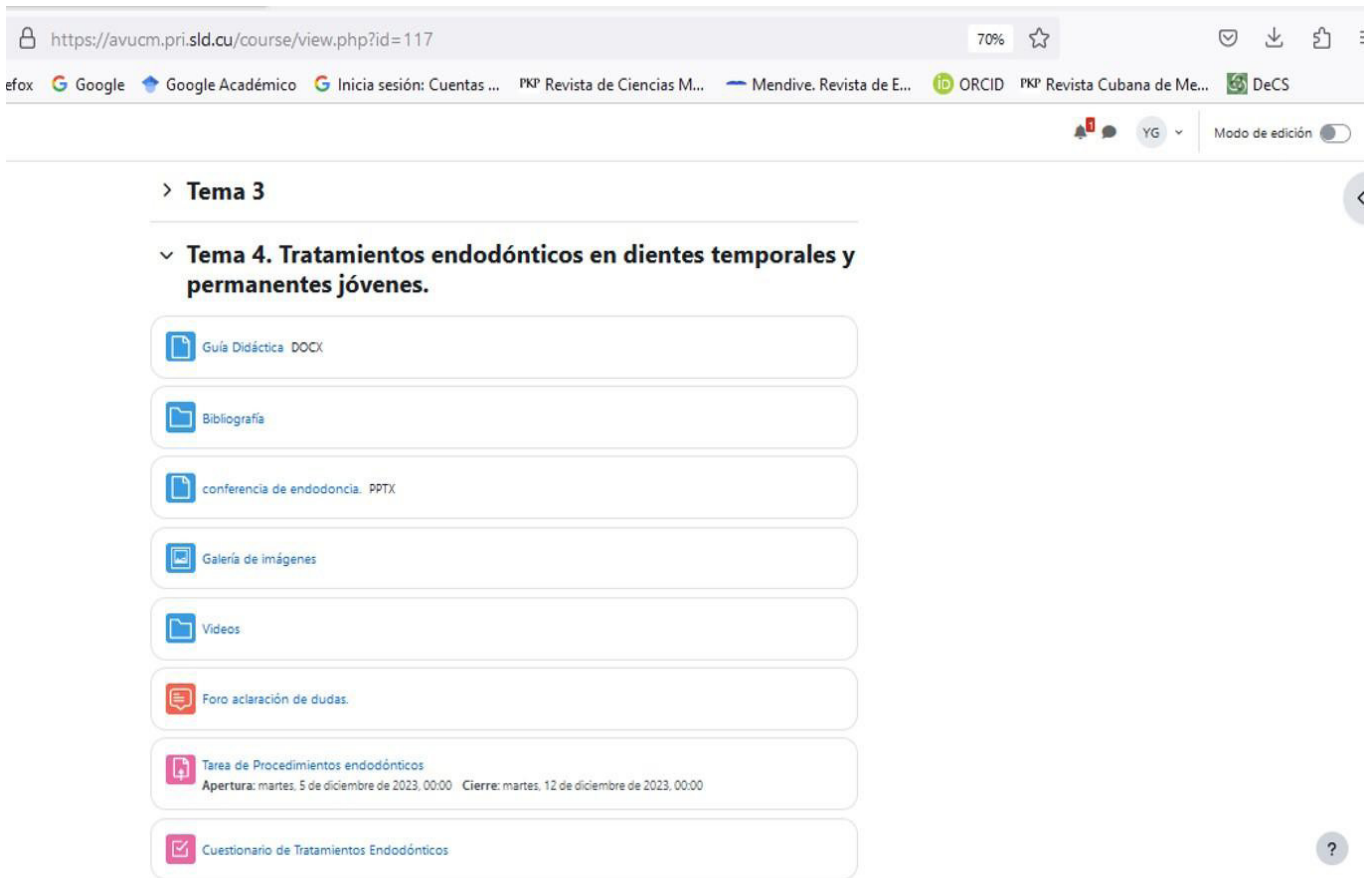 https://avucm.pri.sld.cu/course/view.php?id=117 70%
efox Google Google Académico Inicia sesión: Cuentas ... PKP Revista de Ciencias M... Mendive. Revista de E... iD ORCID PKP Revista Cubana de Me... DeCS
1 YG Modo de edición
Tema 3
Tema 4. Tratamientos endodónticos en dientes temporales y
permanentes jóvenes.
Guía Didáctica DOCX
Bibliografía
conferencia de endodoncia. PPTX
Galería de imágenes
Videos
Foro aclaración de dudas.
Tarea de Procedimientos endodónticos
Apertura: martes, 5 de diciembre de 2023, 00:00 Cierre: martes, 12 de diciembre de 2023, 00:00
Cuestionario de Tratamientos Endodónticos
?